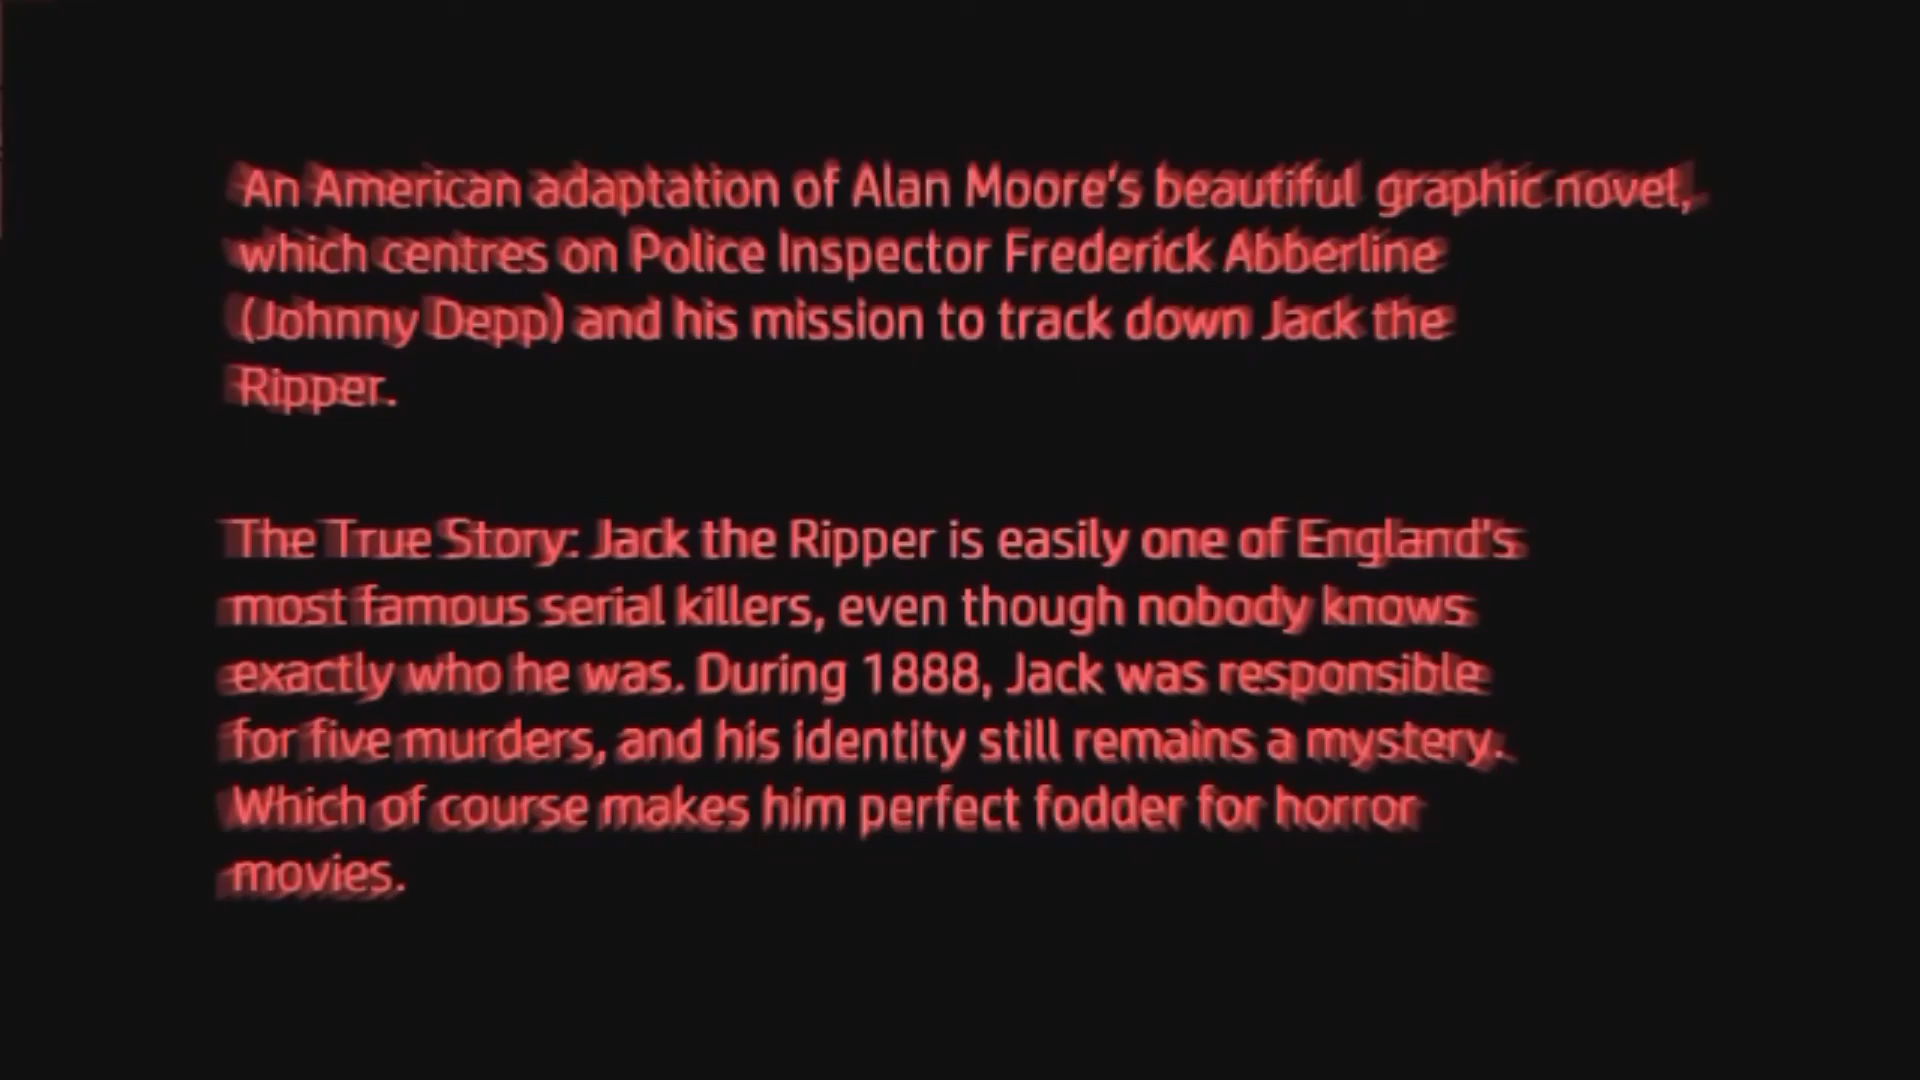 An American adaptation of Alan Moore's beautiful graphic novel,
which centres on Police Inspector Frederick Abberline
(Johnny Depp) and his mission to track down Jack the
Ripper.
The True Story: Jack the Ripper is easily one of England's
most famous serial killers, even though nobody knows
exactly who he was. During 1888, Jack was responsible
for five murders, and his identity still remains a mystery.
Which of course makes him perfect fodder for horror
movies.